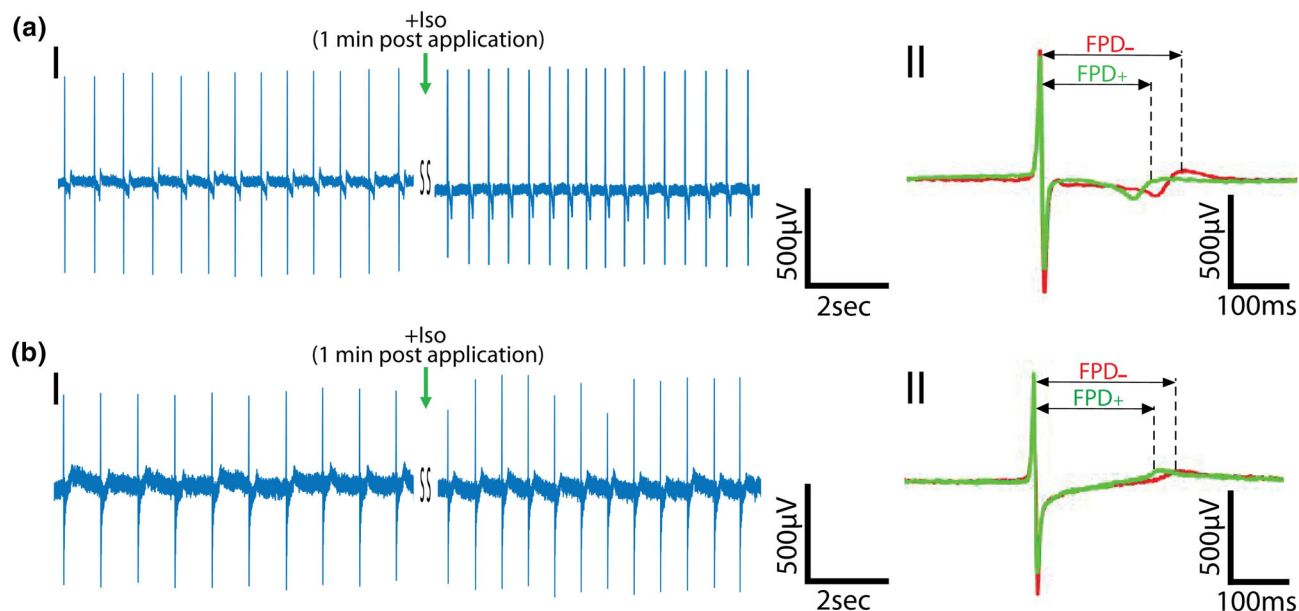 (a)
I
+Iso
(1 min post application)
500µV
2sec
II
FPD-
FPD+
500µV
100ms
(b)
I
+Iso
(1 min post application)
500µV
2sec
II
FPD-
FPD+
500µV
100ms